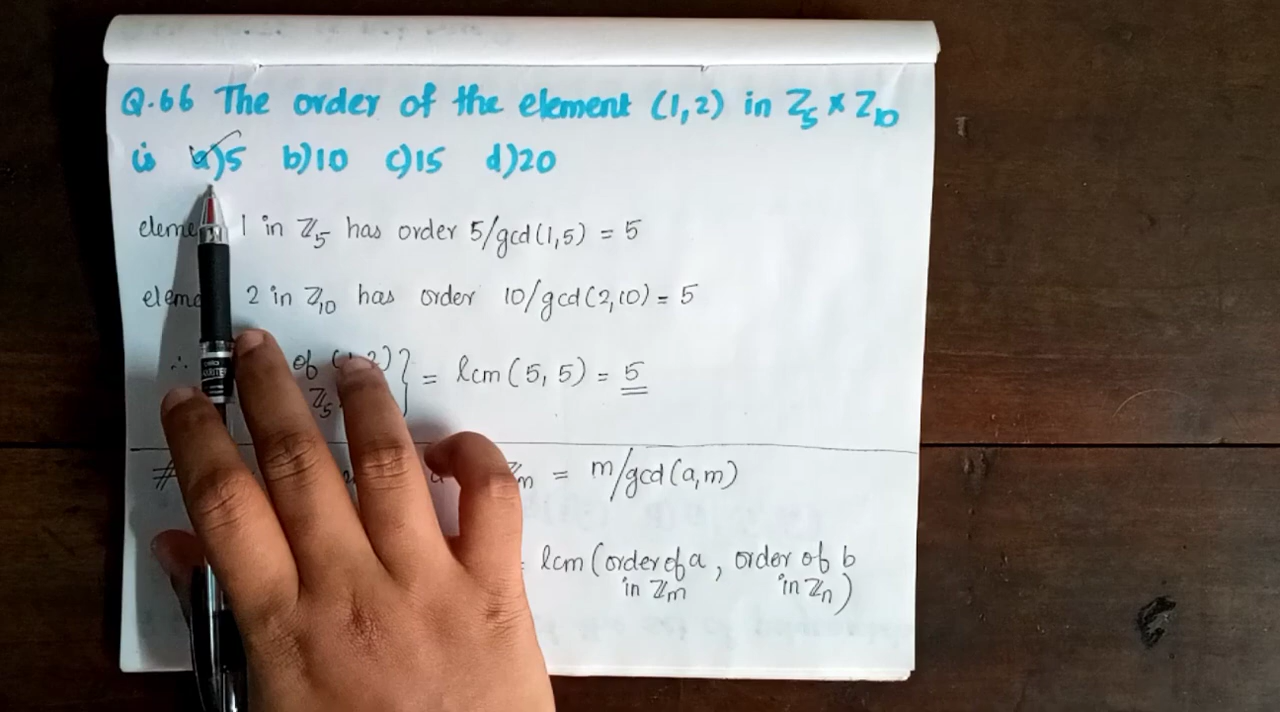 Q.66 The order of the element (1,2) in ℤ₅ × ℤ₁₀
is a)5 b)10 c)15 d)20
1 in ℤ₅ has order 5/gcd(1,5) = 5
2 in ℤ₁₀ has order 10/gcd(2,10) = 5
∴ of (1,2) } = lcm(5, 5) = 5
ℤ₅
# = m/gcd(a,m)
= lcm(order of a , order of b
in ℤm in ℤn)